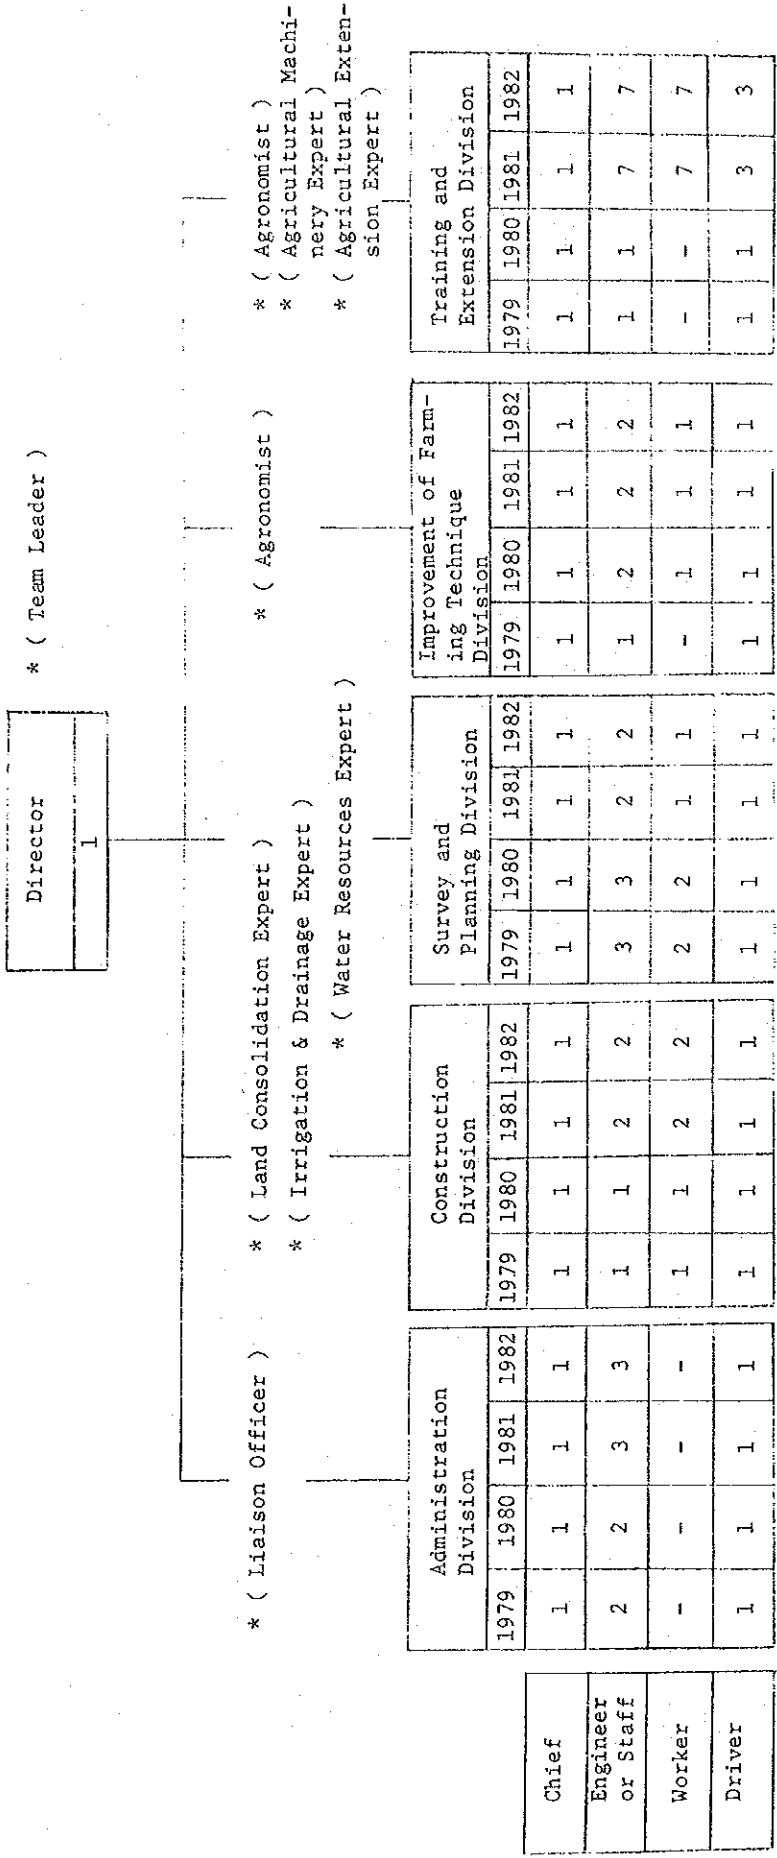 * ( Team Leader )
Director
1
* ( Liaison Officer )
* ( Land Consolidation Expert )
* ( Irrigation & Drainage Expert )
* ( Water Resources Expert )
* ( Agronomist )
* ( Agronomist )
* ( Agricultural Machi-
nery Expert )
* ( Agricultural Exten-
sion Expert )
Administration
Division
1979 1980 1981 1982
Construction
Division
1979 1980 1981 1982
Survey and
Planning Division
1979 1980 1981 1982
Improvement of Farm-
ing Technique
Division
1979 1980 1981 1982
Training and
Extension Division
1979 1980 1981 1982
Chief 1 1 1 1 1 1 1 1 1 1 1 1 1 1 1 1 1 1 1 1
Engineer
or Staff 2 2 3 3 1 1 2 2 3 3 2 2 1 2 2 2 1 1 7 7
Worker - - - - 1 1 2 2 2 2 1 1 - 1 1 1 - - 7 7
Driver 1 1 1 1 1 1 1 1 1 1 1 1 1 1 1 1 1 1 3 3